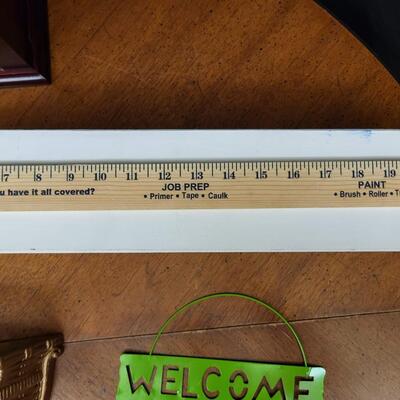 7 8 9 10 11 12 13 14 15 16 17 18 19
u have it all covered?
JOB PREP
• Primer • Tape • Caulk
PAINT
• Brush • Roller • T
WELCOME